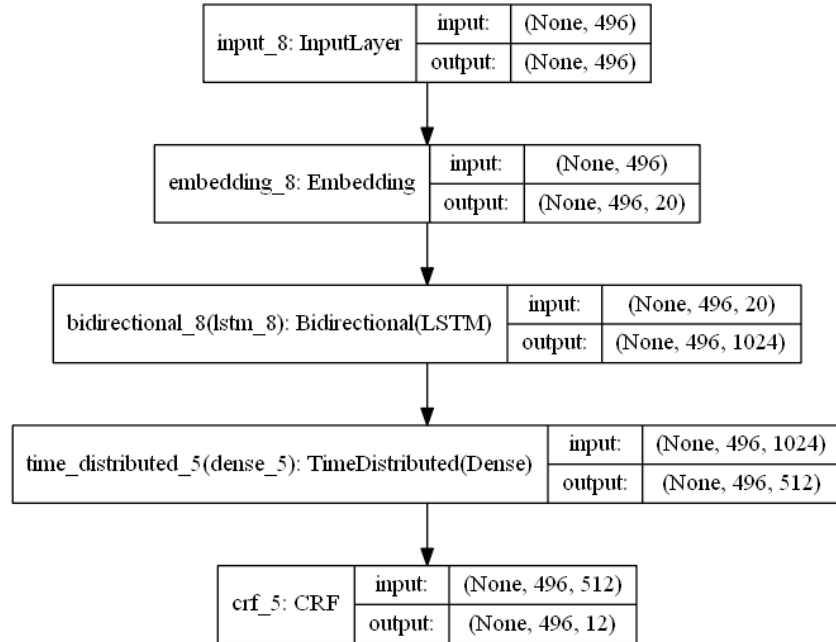 input_8: InputLayer
input: (None, 496)
output: (None, 496)
embedding_8: Embedding
input: (None, 496)
output: (None, 496, 20)
bidirectional_8(lstm_8): Bidirectional(LSTM)
input: (None, 496, 20)
output: (None, 496, 1024)
time_distributed_5(dense_5): TimeDistributed(Dense)
input: (None, 496, 1024)
output: (None, 496, 512)
crf_5: CRF
input: (None, 496, 512)
output: (None, 496, 12)